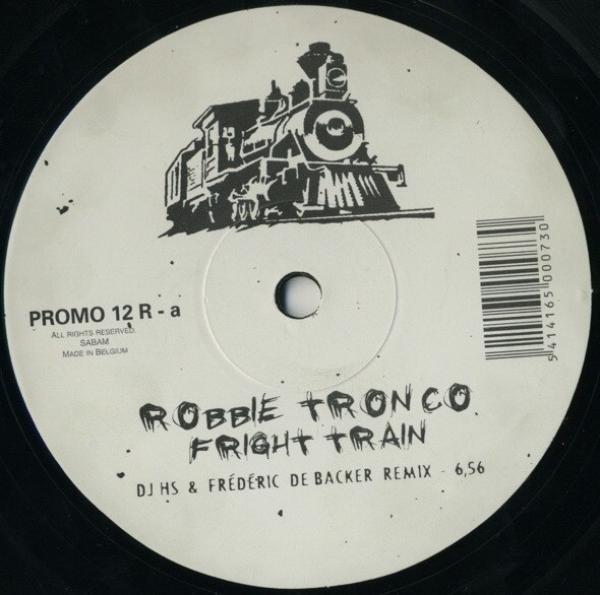 PROMO 12 R - a
ALL RIGHTS RESERVED.
SABAM
MADE IN BELGIUM
5 414165 000730
ROBBIE TRONCO
FRIGHT TRAIN
DJ HS & FRÉDÉRIC DE BACKER REMIX - 6,56